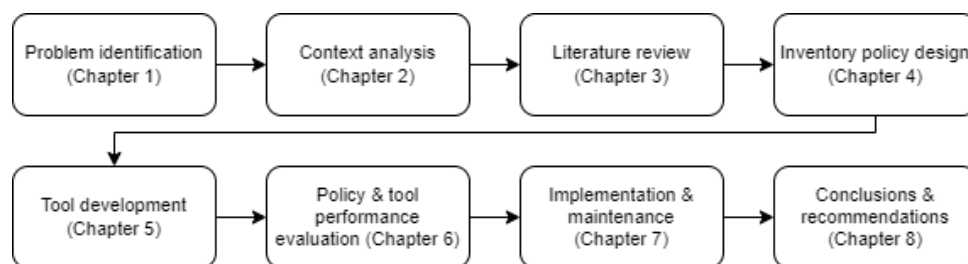 Problem identification
(Chapter 1)
Context analysis
(Chapter 2)
Literature review
(Chapter 3)
Inventory policy design
(Chapter 4)
Tool development
(Chapter 5)
Policy & tool
performance
evaluation (Chapter 6)
Implementation &
maintenance
(Chapter 7)
Conclusions &
recommendations
(Chapter 8)